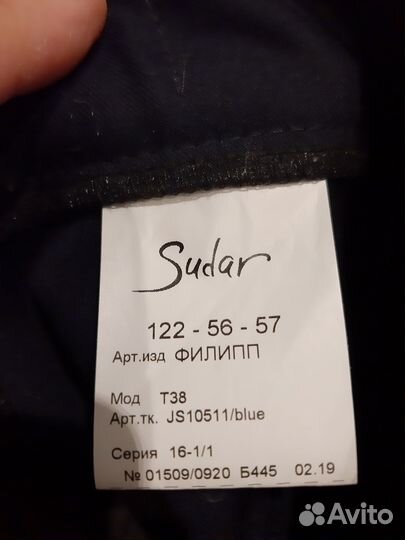 Sudar
122 - 56 - 57
Арт.изд ФИЛИПП
Мод Т38
Арт.тк. JS10511/blue
Серия 16-1/1
№ 01509/0920 Б445 02.19
Avito